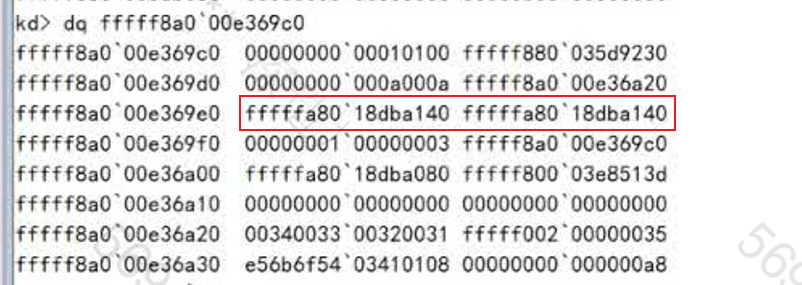 kd> dq fffff8a0`00e369c0
fffff8a0`00e369c0 00000000`00010100 fffff880`035d9230
fffff8a0`00e369d0 00000000`000a000a fffff8a0`00e36a20
fffff8a0`00e369e0 fffffa80`18dba140 fffffa80`18dba140
fffff8a0`00e369f0 00000001`00000003 fffff8a0`00e369c0
fffff8a0`00e36a00 fffffa80`18dba080 fffff800`03e8513d
fffff8a0`00e36a10 00000000`00000000 00000000`00000000
fffff8a0`00e36a20 00340033`00320031 fffff002`00000035
fffff8a0`00e36a30 e56b6f54`03410108 00000000`000000a8